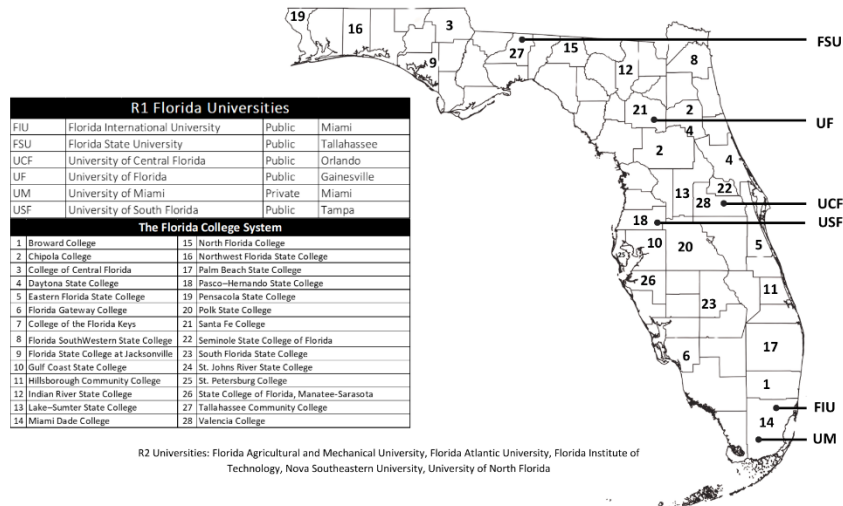 19
16
3
9
27
15
12
8
FSU
21
2
4
UF
2
4
13
22
28
UCF
18
USF
25
10
20
5
26
23
11
6
17
1
FIU
14
UM
R1 Florida Universities
FIU Florida International University Public Miami
FSU Florida State University Public Tallahassee
UCF University of Central Florida Public Orlando
UF University of Florida Public Gainesville
UM University of Miami Private Miami
USF University of South Florida Public Tampa
The Florida College System
1 Broward College 15 North Florida College
2 Chipola College 16 Northwest Florida State College
3 College of Central Florida 17 Palm Beach State College
4 Daytona State College 18 Pasco–Hernando State College
5 Eastern Florida State College 19 Pensacola State College
6 Florida Gateway College 20 Polk State College
7 College of the Florida Keys 21 Santa Fe College
8 Florida SouthWestern State College 22 Seminole State College of Florida
9 Florida State College at Jacksonville 23 South Florida State College
10 Gulf Coast State College 24 St. Johns River State College
11 Hillsborough Community College 25 St. Petersburg College
12 Indian River State College 26 State College of Florida, Manatee-Sarasota
13 Lake–Sumter State College 27 Tallahassee Community College
14 Miami Dade College 28 Valencia College
R2 Universities: Florida Agricultural and Mechanical University, Florida Atlantic University, Florida Institute of
Technology, Nova Southeastern University, University of North Florida